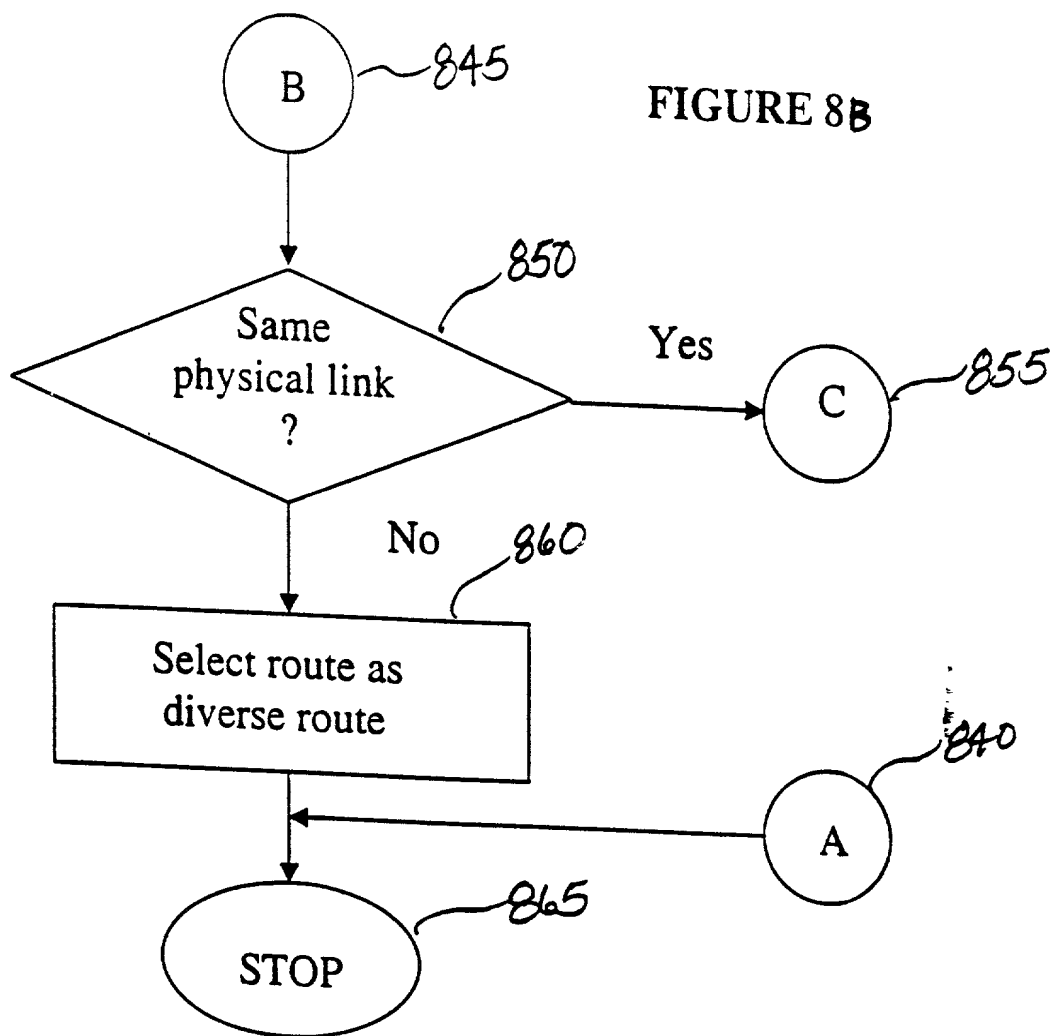 B
845
FIGURE 8B
850
Same
physical link
?
Yes
C
855
No
860
Select route as
diverse route
840
A
865
STOP